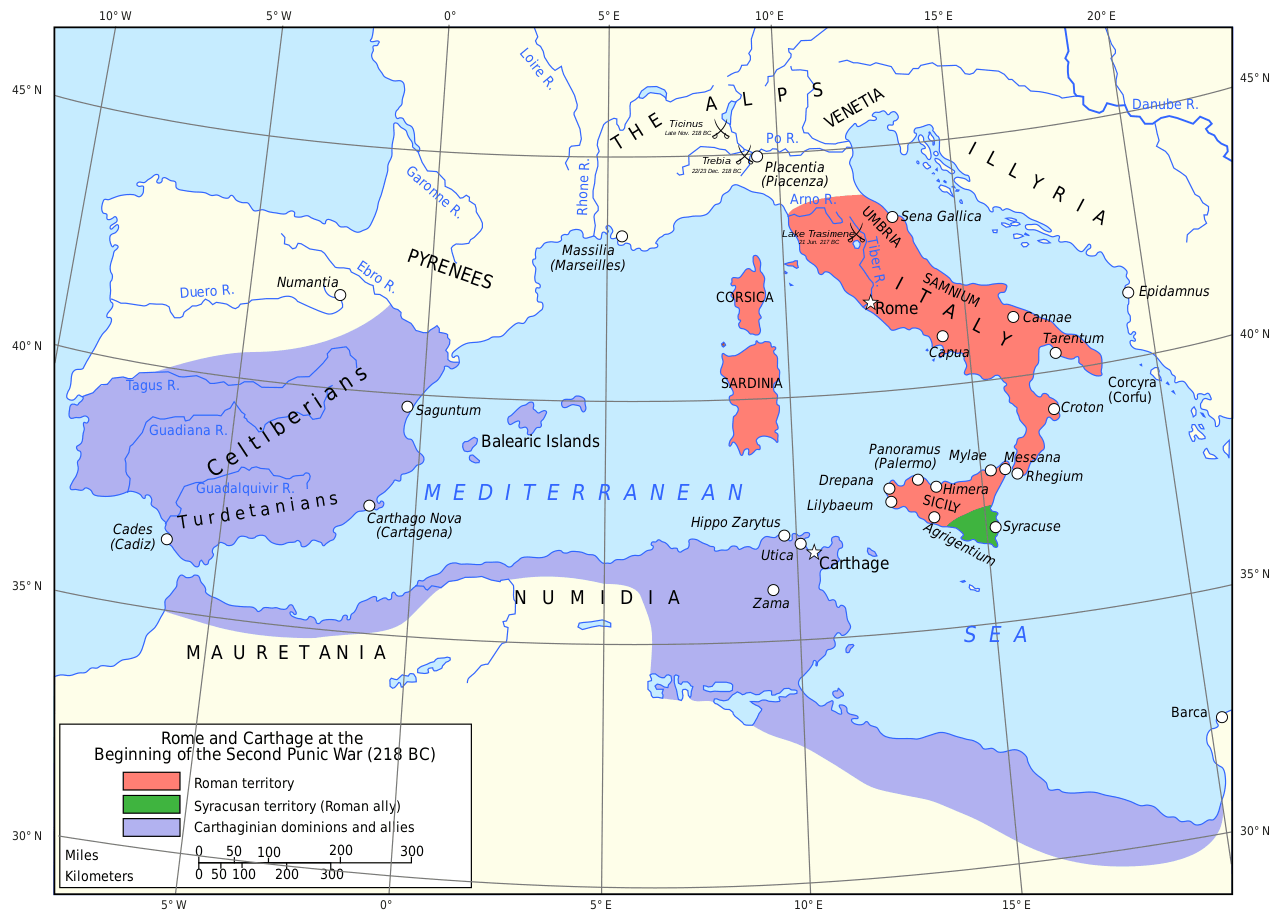 10° W
5° W
0°
5° E
10° E
15° E
20° E
45° N
45° N
Loire R.
THE ALPS
VENETIA
Danube R.
Ticinus
Late Nov. 218 BC
Po R.
Trebia
22/23 Dec. 218 BC
Placentia
(Piacenza)
ILLYRIA
Garonne R.
Rhone R.
Arno R.
UMBRIA
Sena Gallica
Lake Trasimene
21 Jun. 217 BC
Tiber R.
Massilia
(Marseilles)
PYRENEES
Ebro R.
Numantia
Duero R.
CORSICA
ITALY
SAMNIUM
Rome
Epidamnus
Cannae
Capua
Tarentum
40° N
40° N
Tagus R.
Celtiberians
SARDINIA
Corcyra
(Corfu)
Saguntum
Croton
Guadiana R.
Balearic Islands
Panoramus
(Palermo)
Mylae
Messana
Rhegium
Drepana
Himera
Guadalquivir R.
MEDITERRANEAN
Lilybaeum
SICILY
Turdetanians
Carthago Nova
(Cartagena)
Cades
(Cadiz)
Hippo Zarytus
Agrigentium
Syracuse
Utica
Carthage
35° N
35° N
NUMIDIA
Zama
SEA
MAURETANIA
Barca
Rome and Carthage at the
Beginning of the Second Punic War (218 BC)
Roman territory
Syracusan territory (Roman ally)
Carthaginian dominions and allies
30° N
30° N
0 50 100 200 300
Miles
Kilometers
0 50 100 200 300
5° W
0°
5° E
10° E
15° E